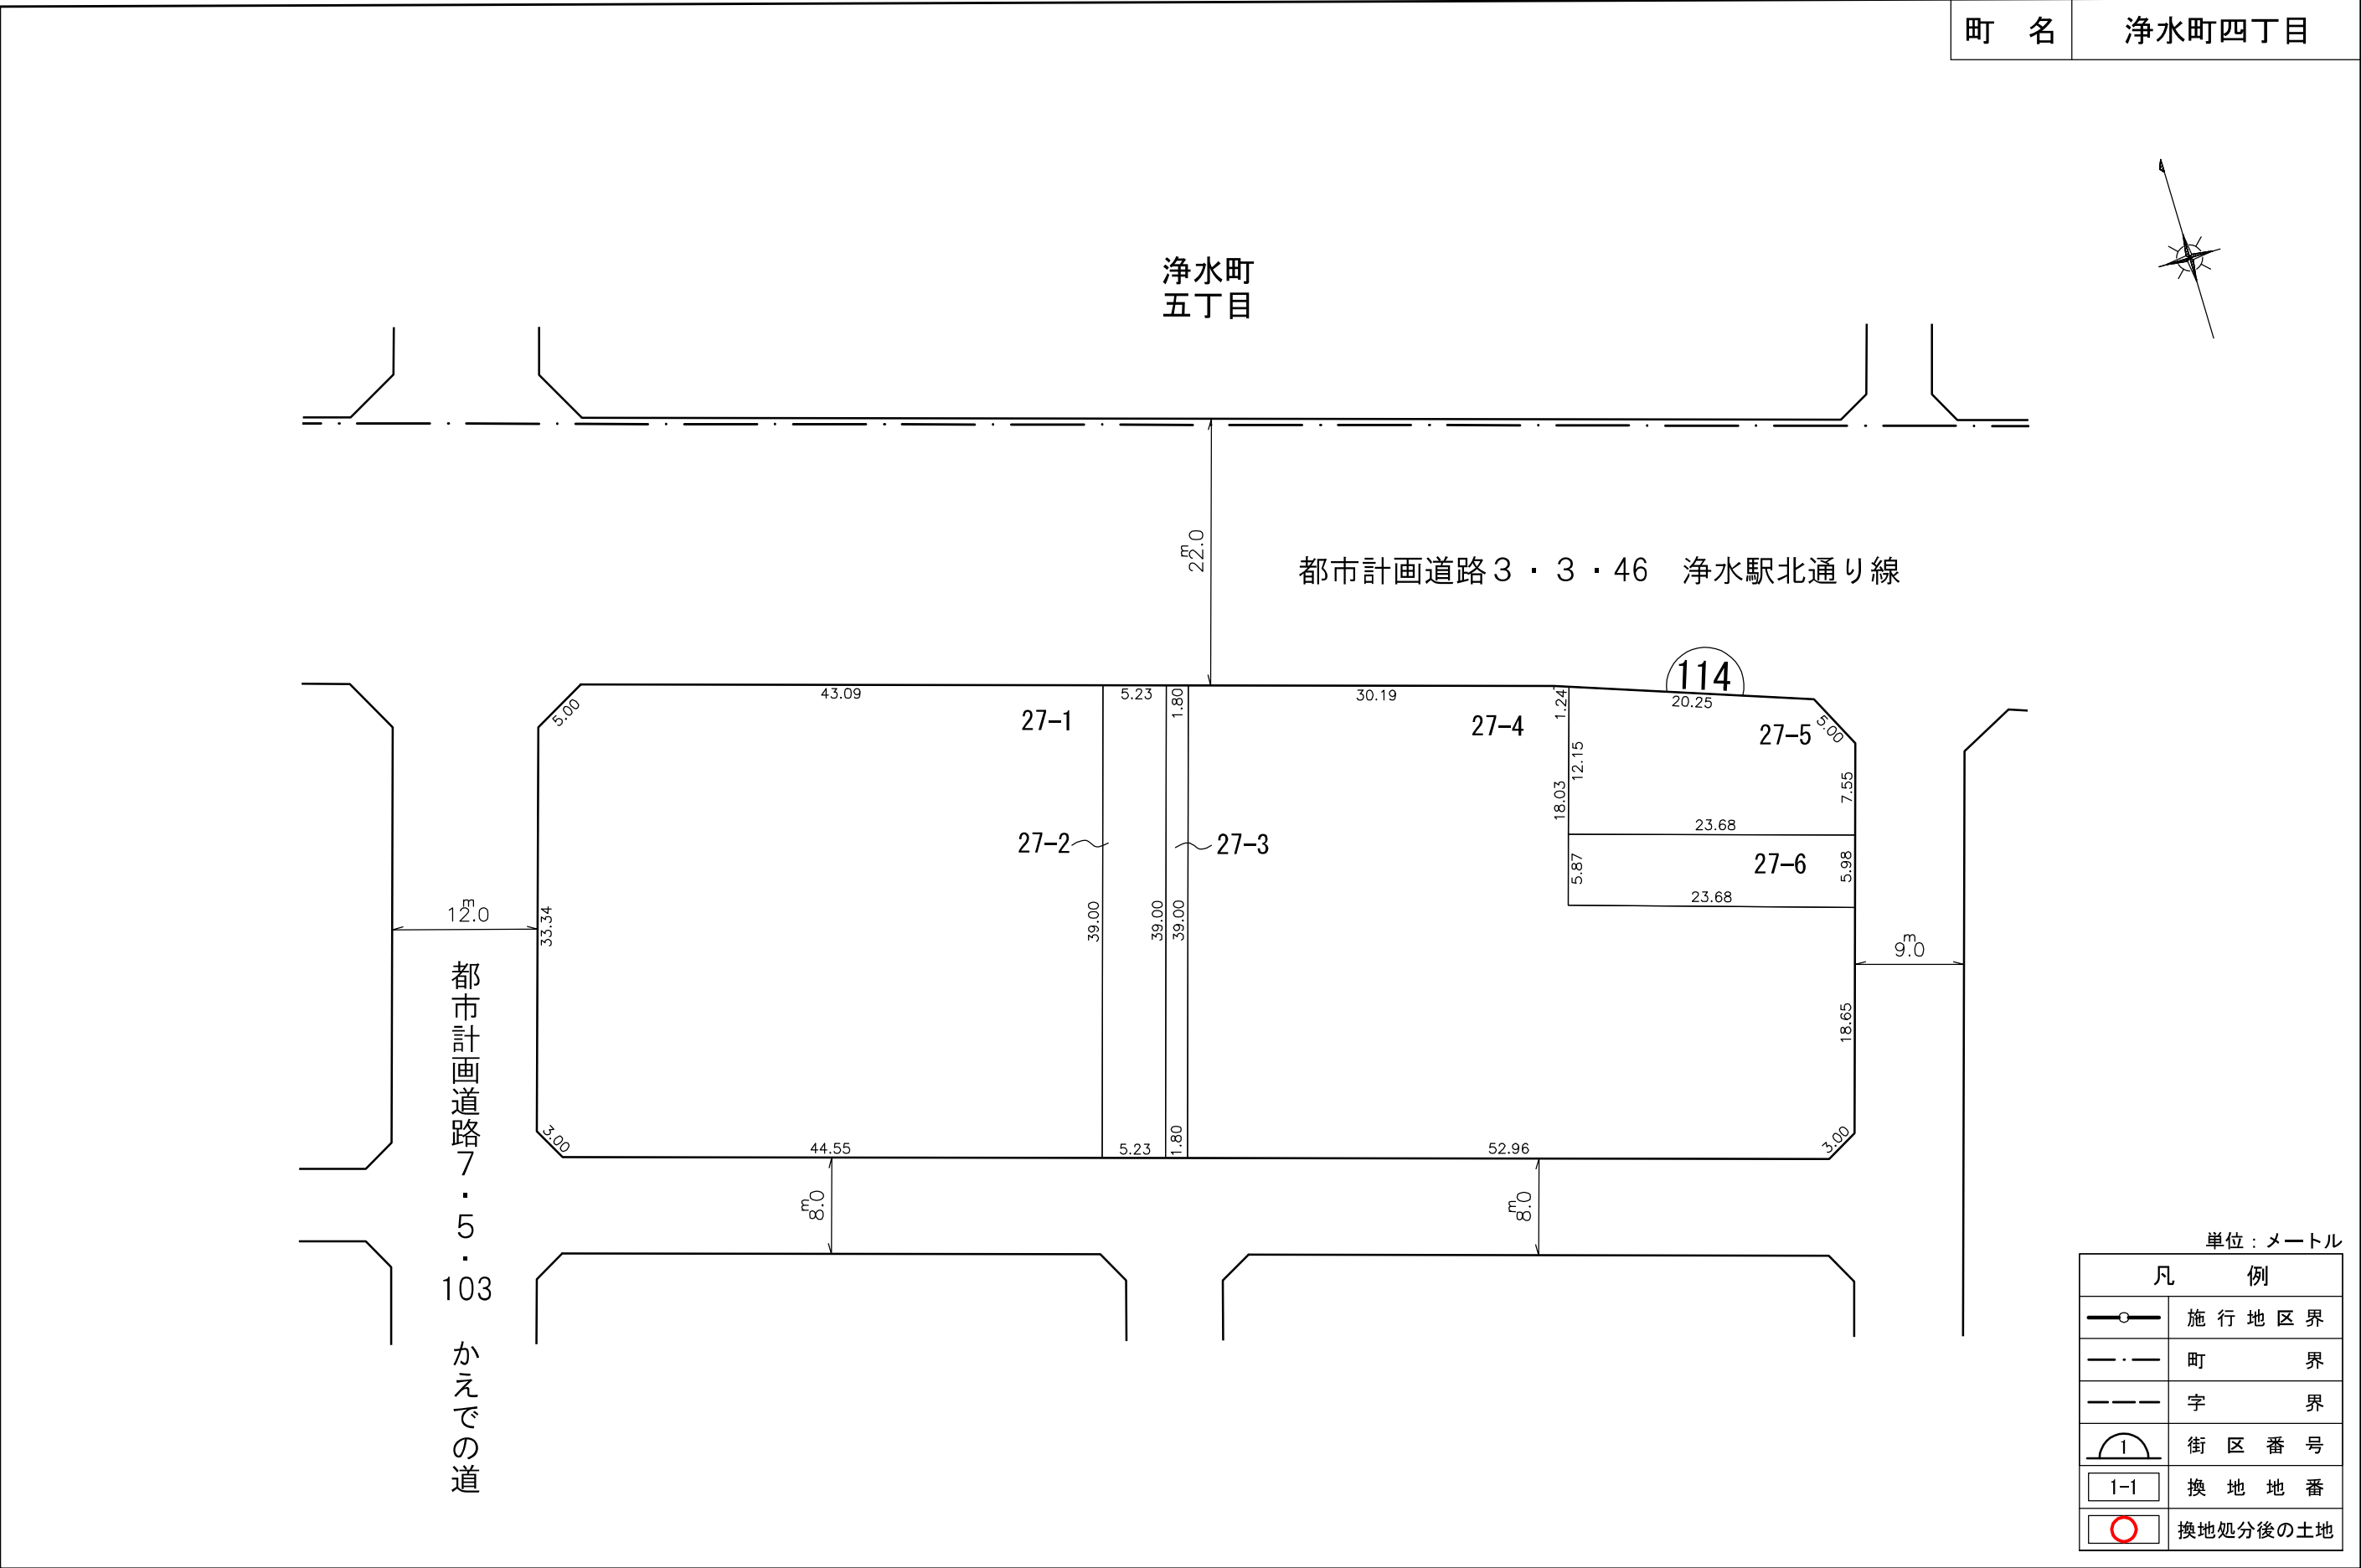 町 名 浄水町四丁目
浄水町
五丁目
22.0m
都市計画道路3・3・46 浄水駅北通り線
114
43.09
5.23
1.80
30.19
1.24
20.25
5.00
5.00
27-1
27-4
27-5
12.15
18.03
7.55
23.68
27-2
27-3
27-6
5.87
5.98
23.68
12.0m
33.34
39.00
39.00
39.00
9.0m
18.65
都市計画道路7・5・103 かえでの道
3.00
44.55
5.23
1.80
52.96
3.00
8.0m
8.0m
単位:メートル
凡 例
施行地区界
町 界
字 界
1 街区番号
1-1 換地地番
換地処分後の土地